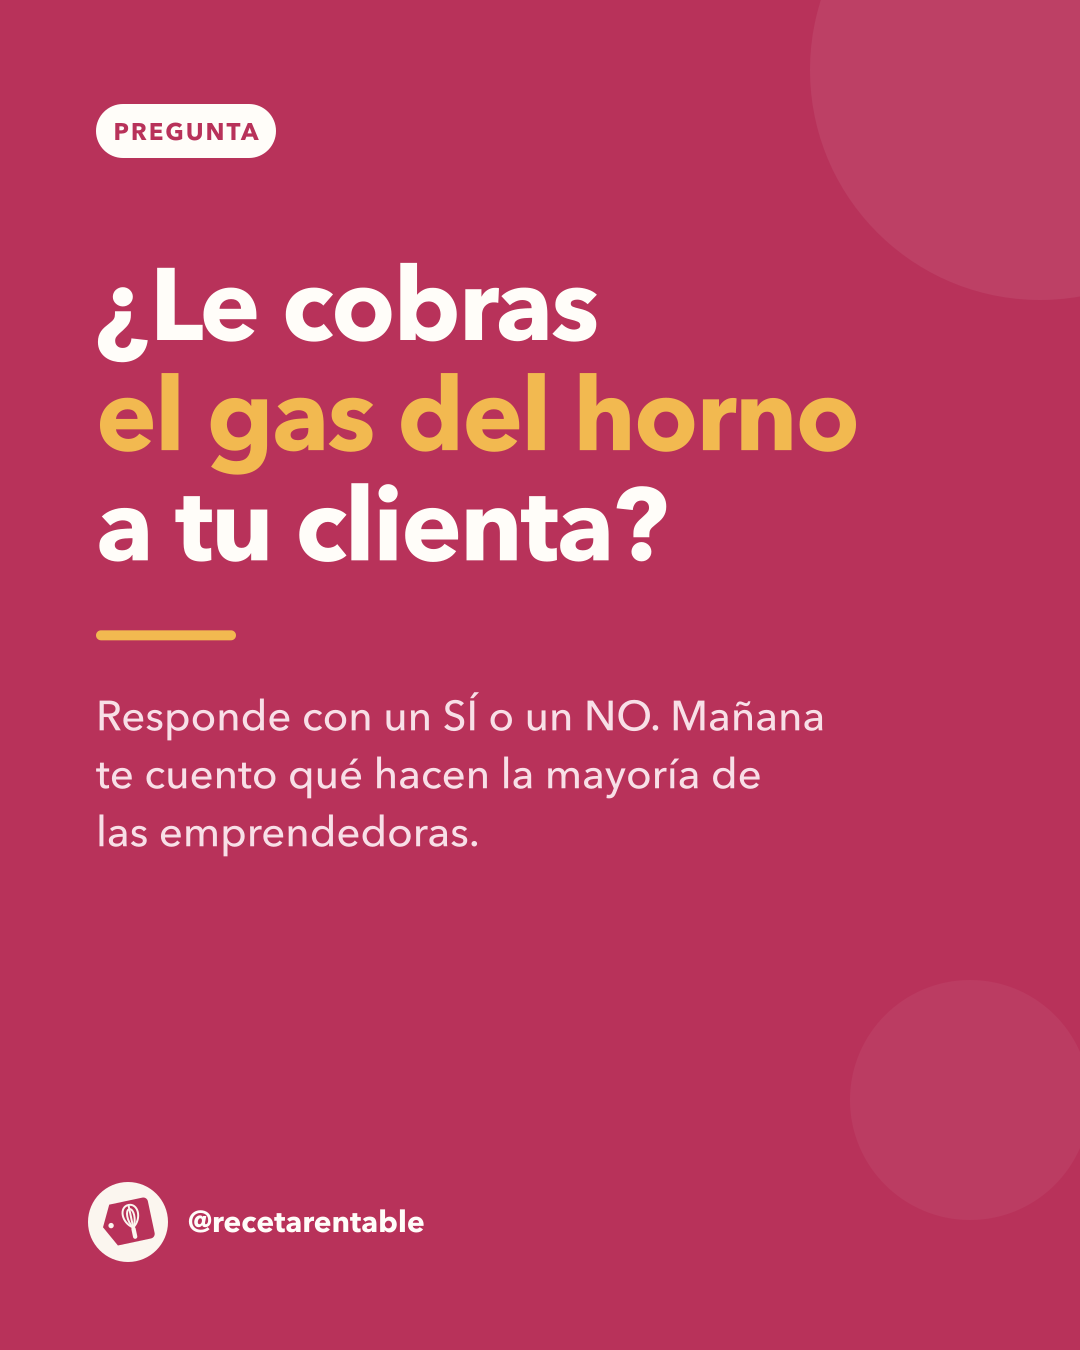 PREGUNTA
¿Le cobras
el gas del horno
a tu clienta?
Responde con un SÍ o un NO. Mañana
te cuento qué hacen la mayoría de
las emprendedoras.
@recetarentable